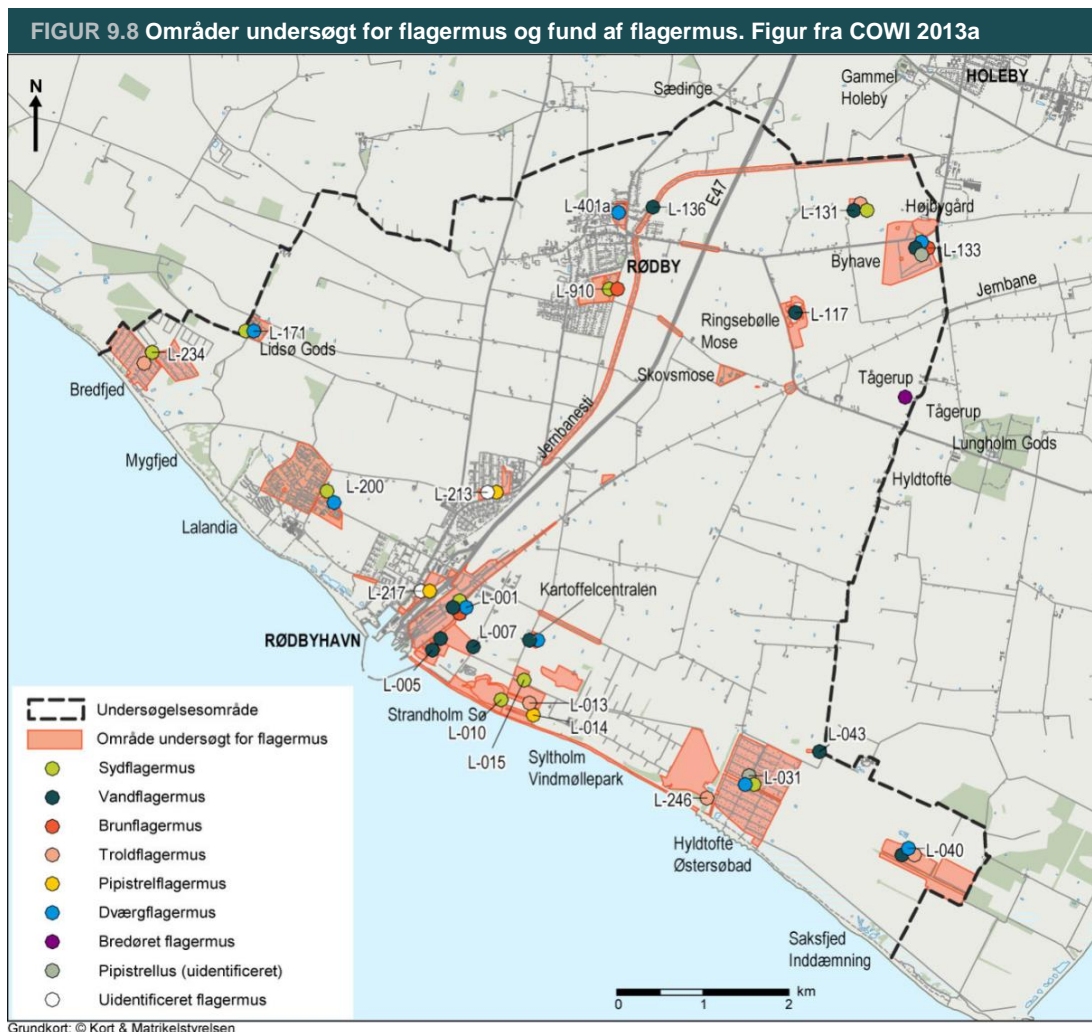 FIGUR 9.8 Områder undersøgt for flagermus og fund af flagermus. Figur fra COWI 2013a
N
Gammel
Holeby
HOLEBY
Sædinge
E47
L-401a
L-136
L-131
Højbygård
L-133
Byhave
RØDBY
L-910
Jernbane
Ringsebølle
Mose
L-117
L-171
Lidsø Gods
L-234
Bredfjed
Skovsmose
Tågerup
Tågerup
Lungholm Gods
Jernbanesti
Mygfjed
Hyldtofte
L-200
L-213
Lalandia
L-217
L-001
Kartoffelcentralen
L-007
RØDBYHAVN
L-005
Strandholm Sø
L-010
L-013
L-014
L-015
Syltholm
Vindmøllepark
L-043
L-031
L-246
Hyldtofte
Østersøbad
L-040
Saksfjed
Inddæmning
Undersøgelsesområde
Område undersøgt for flagermus
Sydflagermus
Vandflagermus
Brunflagermus
Troldflagermus
Pipistrelflagermus
Dværgflagermus
Bredøret flagermus
Pipistrellus (uidentificeret)
Uidentificeret flagermus
km
0 1 2
Grundkort: © Kort & Matrikelstyrelsen